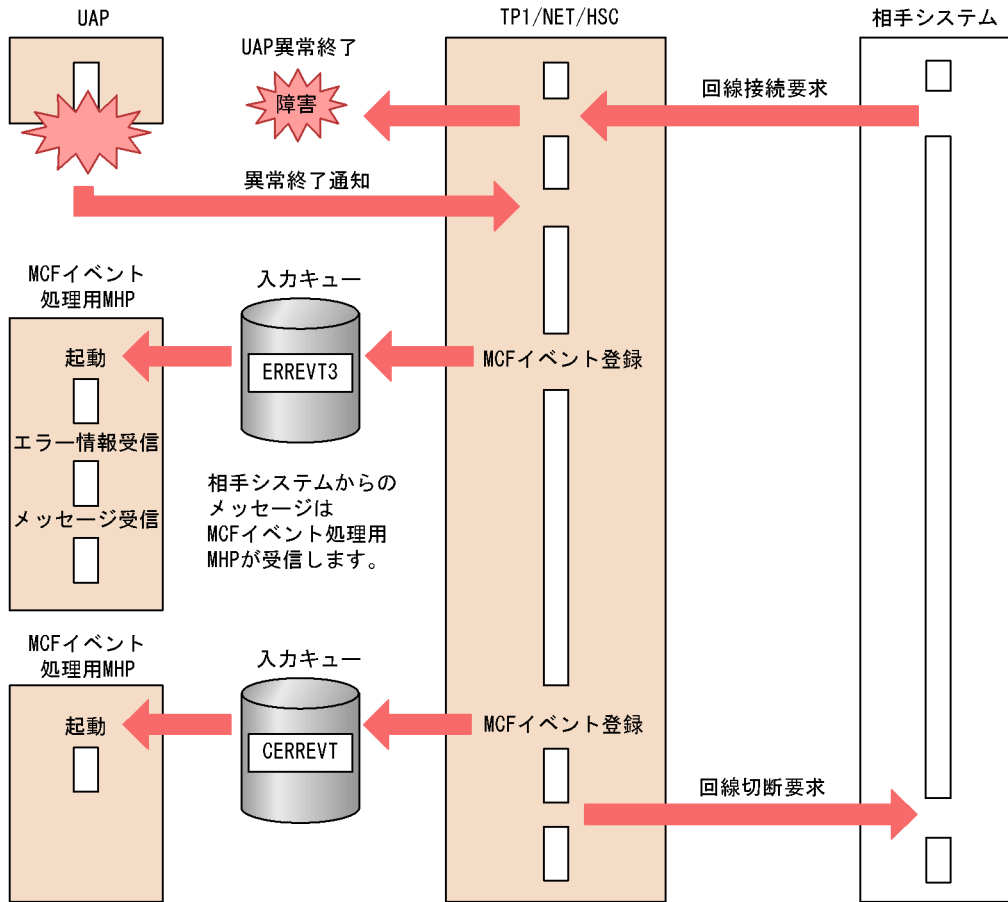 UAP
TP1/NET/HSC
相手システム
UAP異常終了
障害
回線接続要求
異常終了通知
MCFイベント
処理用MHP
入力キュー
起動
ERREVT3
MCFイベント登録
エラー情報受信
メッセージ受信
相手システムからの
メッセージは
MCFイベント処理用
MHPが受信します。
MCFイベント
処理用MHP
入力キュー
起動
CERREVT
MCFイベント登録
回線切断要求